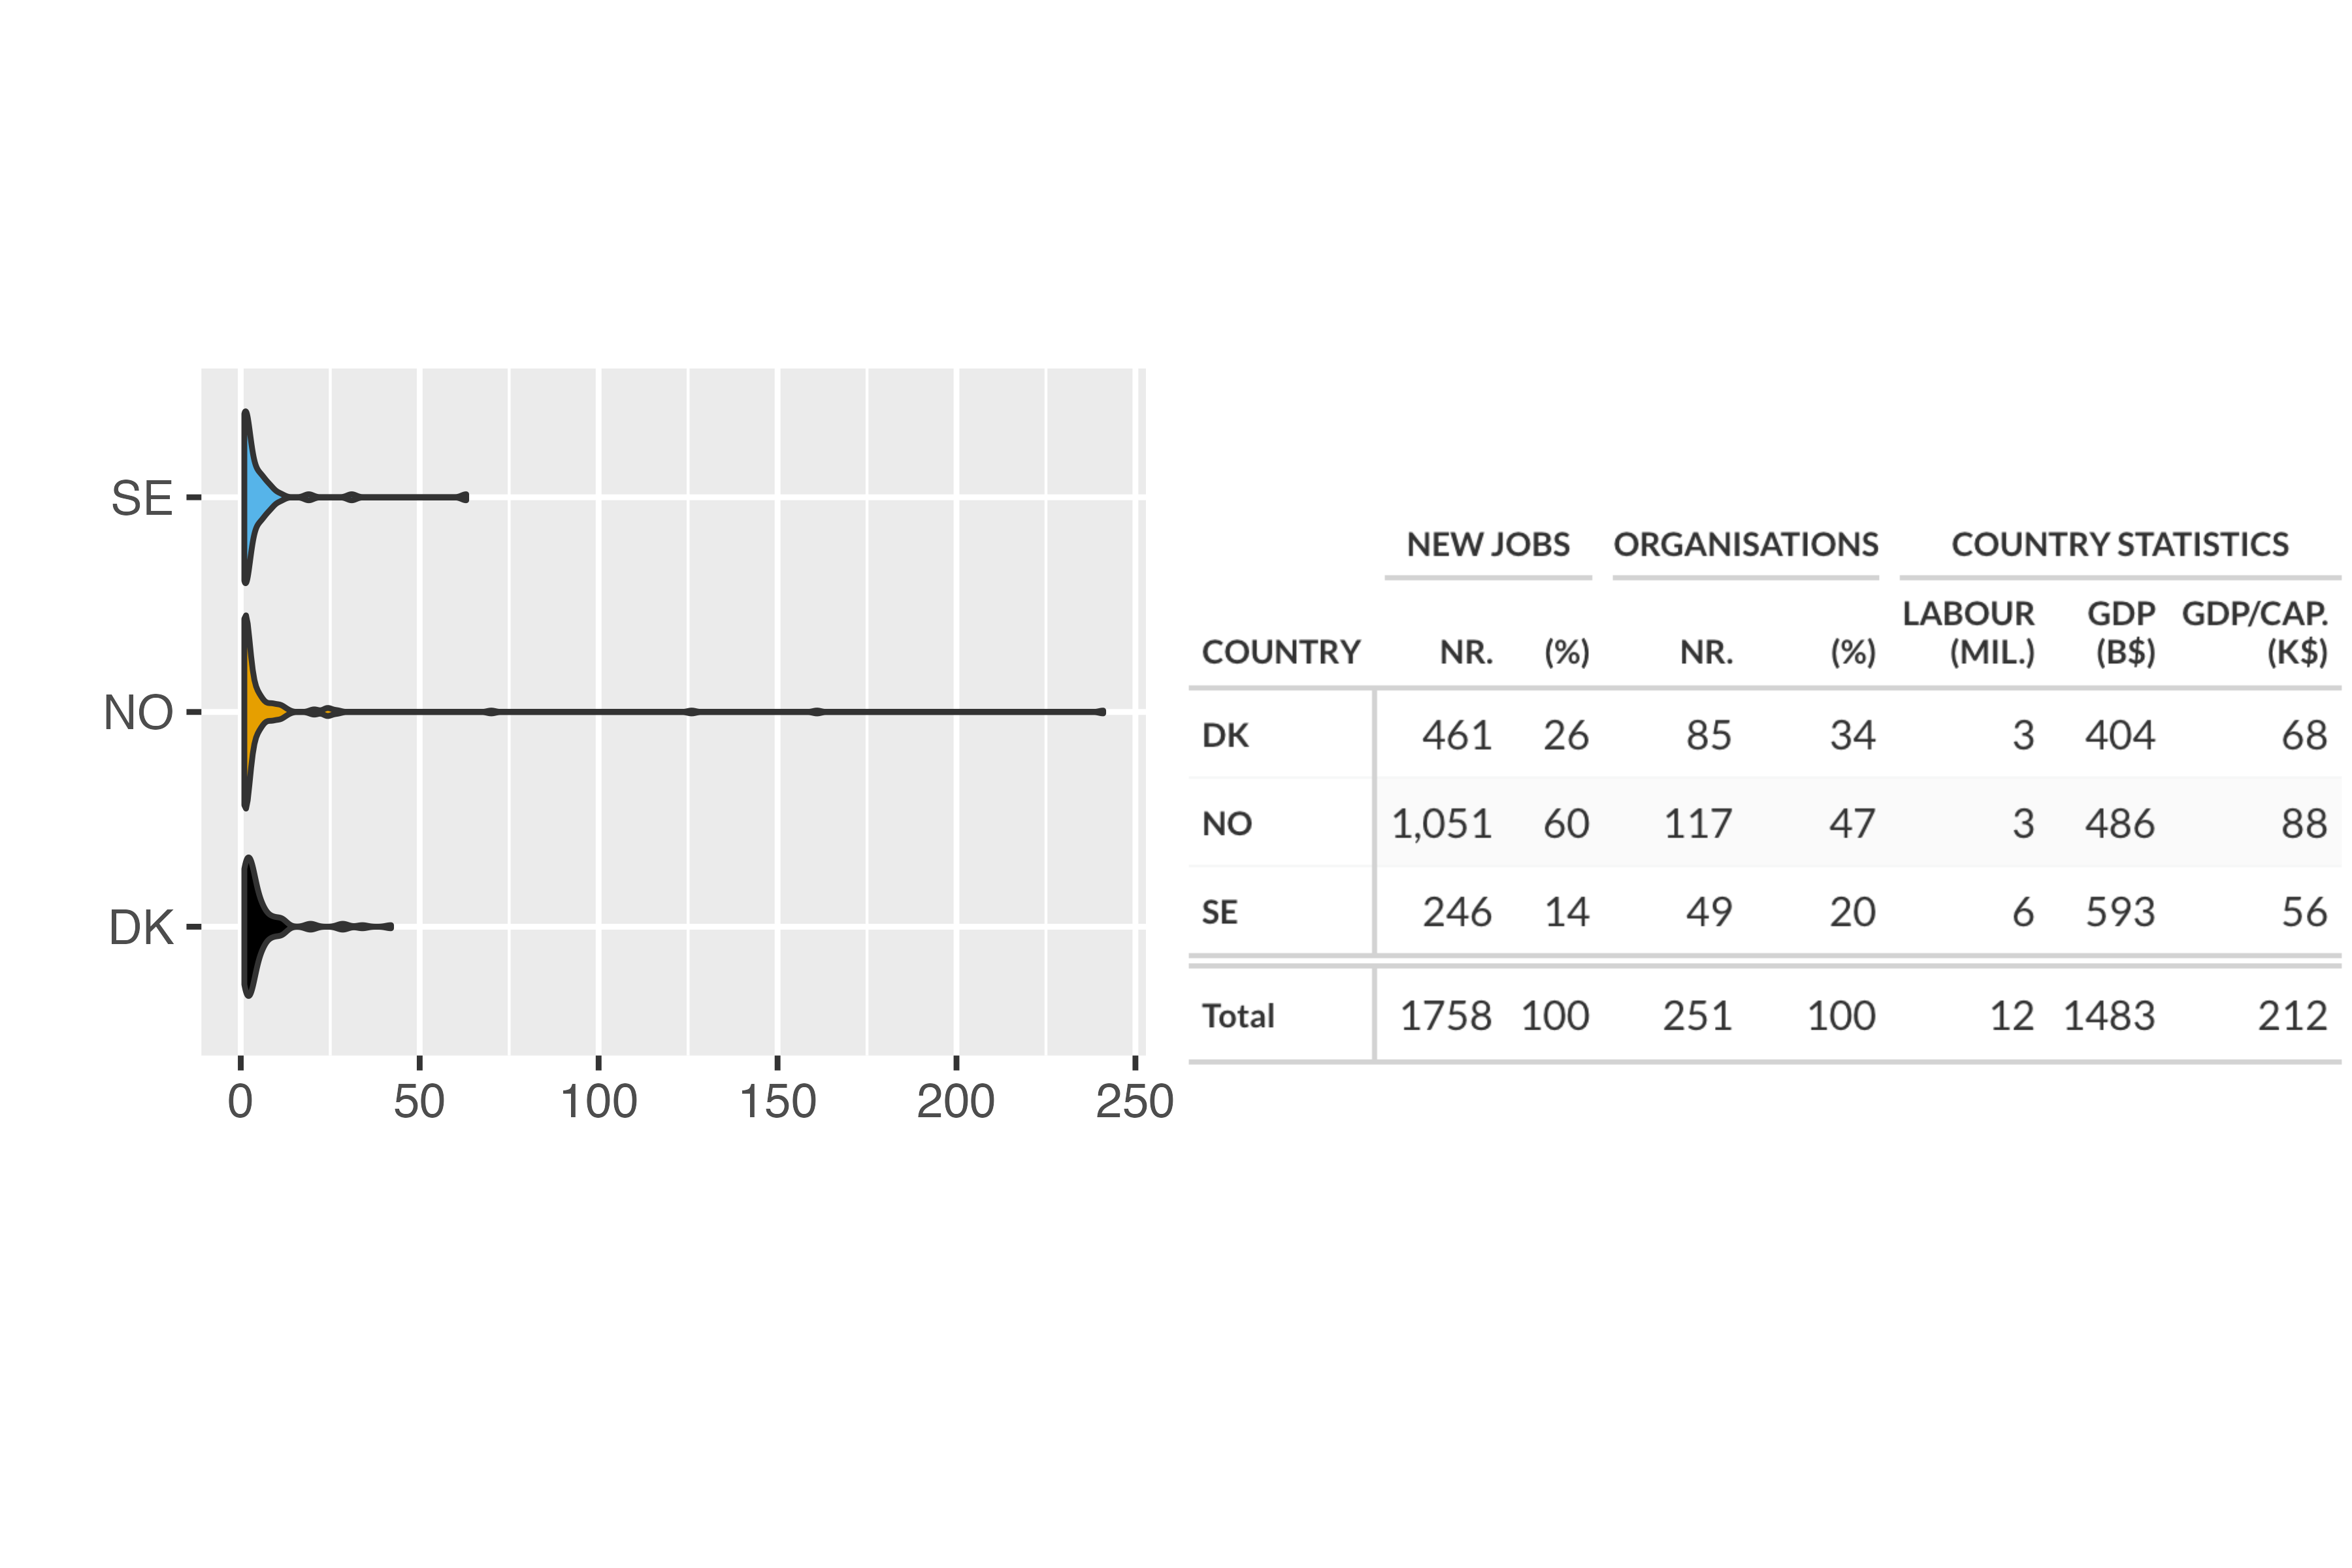 SE
NO
DK
0 50 100 150 200 250
NEW JOBS ORGANISATIONS COUNTRY STATISTICS
LABOUR GDP GDP/CAP.
COUNTRY NR. (%) NR. (%) (MIL.) (B$) (K$)
DK 461 26 85 34 3 404 68
NO 1,051 60 117 47 3 486 88
SE 246 14 49 20 6 593 56
Total 1758 100 251 100 12 1483 212